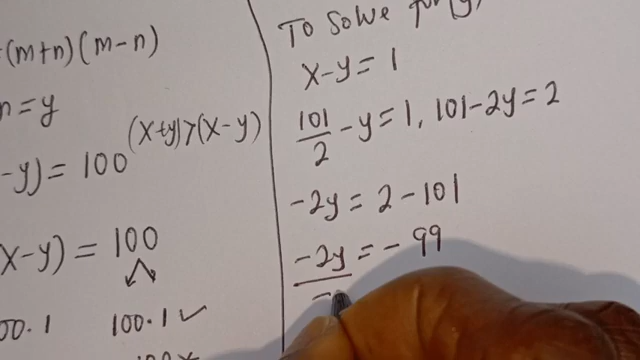 (m+n)(m-n)
n = y
(x+y)>(x-y)
-y) = 100
x-y) = 100
00.1 100.1 ✓
To solve for (y)
x-y = 1
101/2 - y = 1, 101-2y = 2
-2y = 2-101
-2y = -99